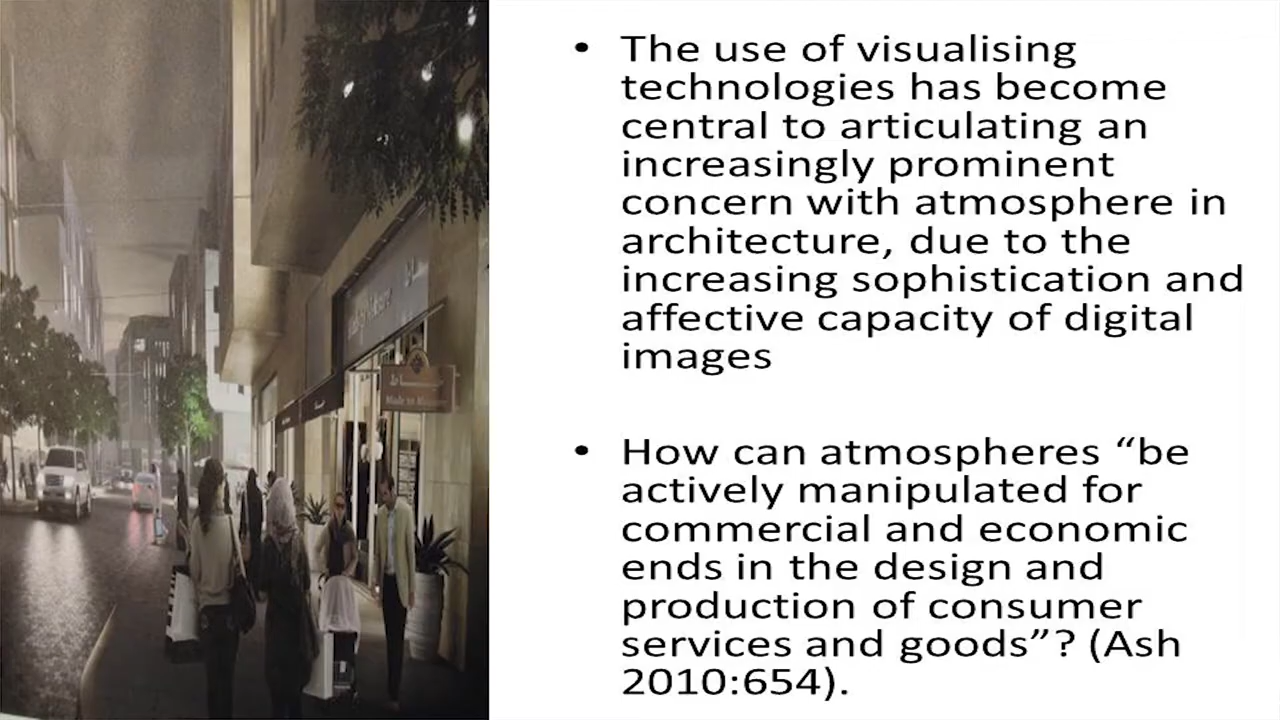 • The use of visualising
technologies has become
central to articulating an
increasingly prominent
concern with atmosphere in
architecture, due to the
increasing sophistication and
affective capacity of digital
images
• How can atmospheres “be
actively manipulated for
commercial and economic
ends in the design and
production of consumer
services and goods”? (Ash
2010:654).